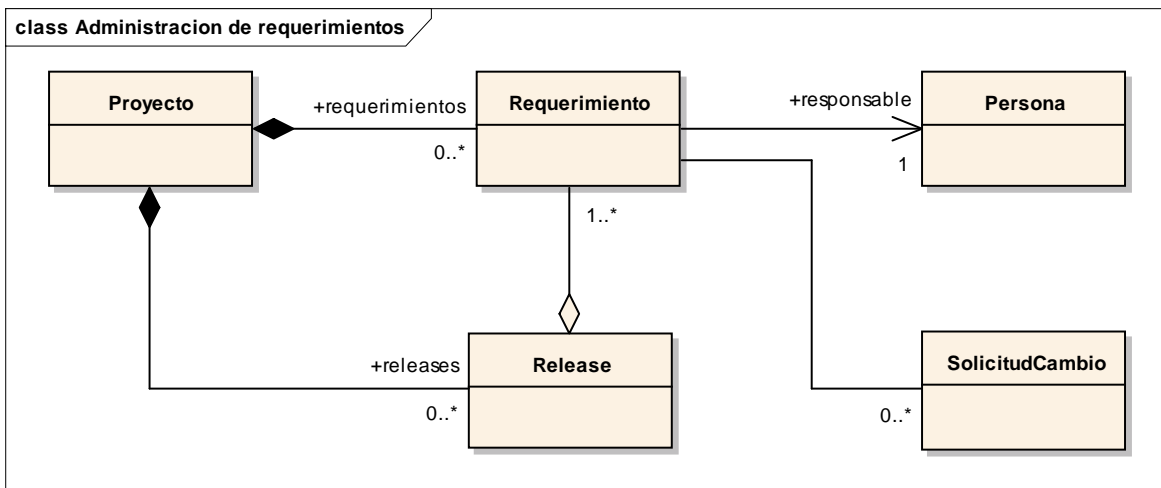 class Administracion de requerimientos
Proyecto
+requerimientos
0..*
Requerimiento
+responsable
1
Persona
1..*
+releases
0..*
Release
SolicitudCambio
0..*